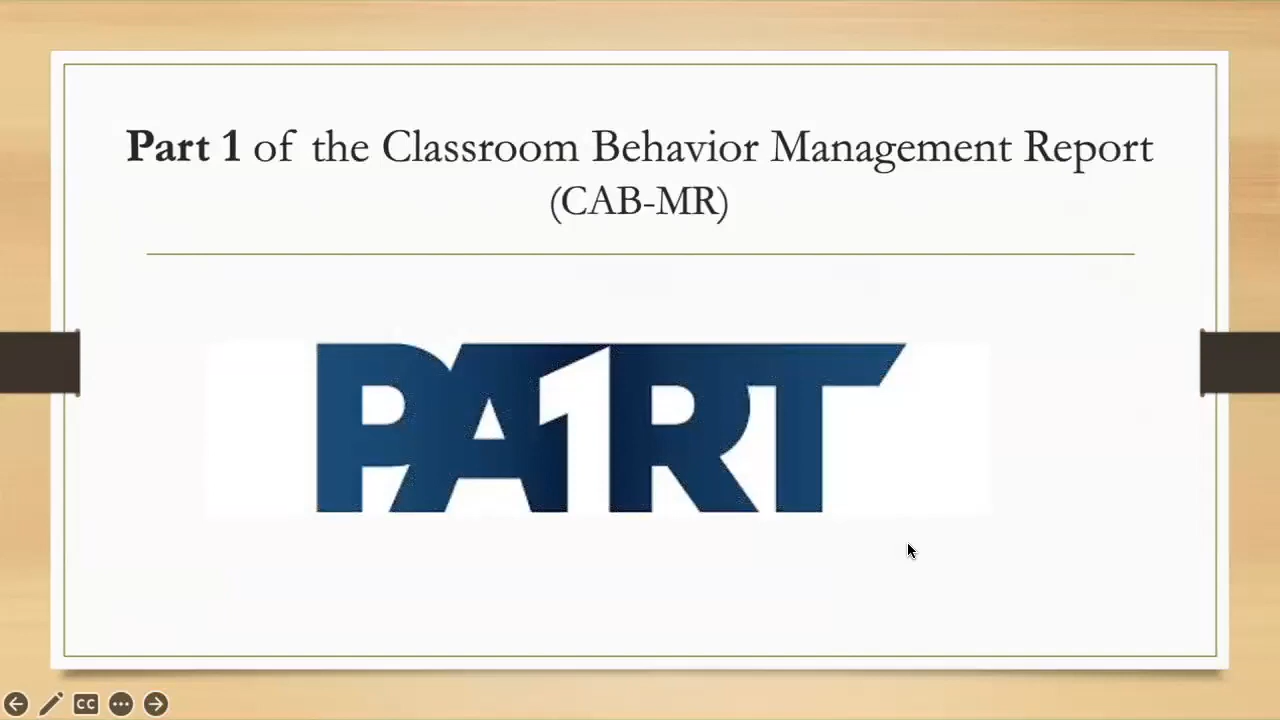 Part 1 of the Classroom Behavior Management Report
(CAB-MR)
PA1RT
CC